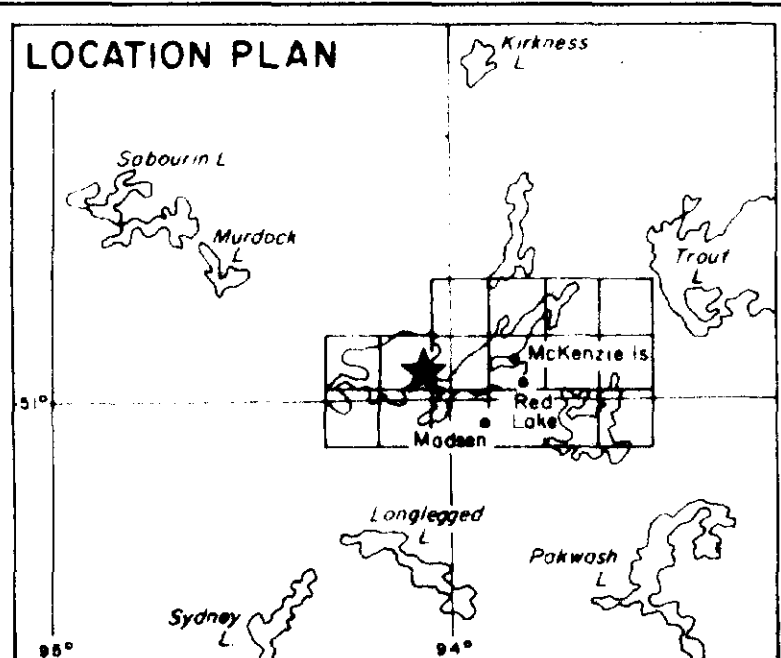 LOCATION PLAN
Kirkness
L
Sabourin L
Murdock
L
Trout
L
McKenzie Is
51°
Red
Lake
Madsen
Longlegged
L
Pakwash
L
Sydney
L
95°
94°